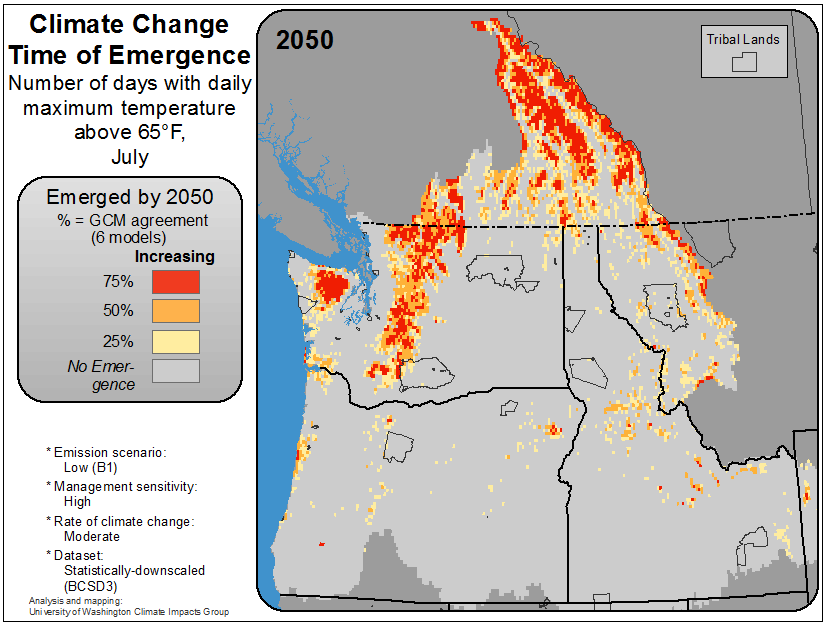 Climate Change
Time of Emergence
Number of days with daily
maximum temperature
above 65°F,
July
2050
Tribal Lands
Emerged by 2050
% = GCM agreement
(6 models)
Increasing
75%
50%
25%
No Emer-
gence
* Emission scenario:
Low (B1)
* Management sensitivity:
High
* Rate of climate change:
Moderate
* Dataset:
Statistically-downscaled
(BCSD3)
Analysis and mapping:
University of Washington Climate Impacts Group